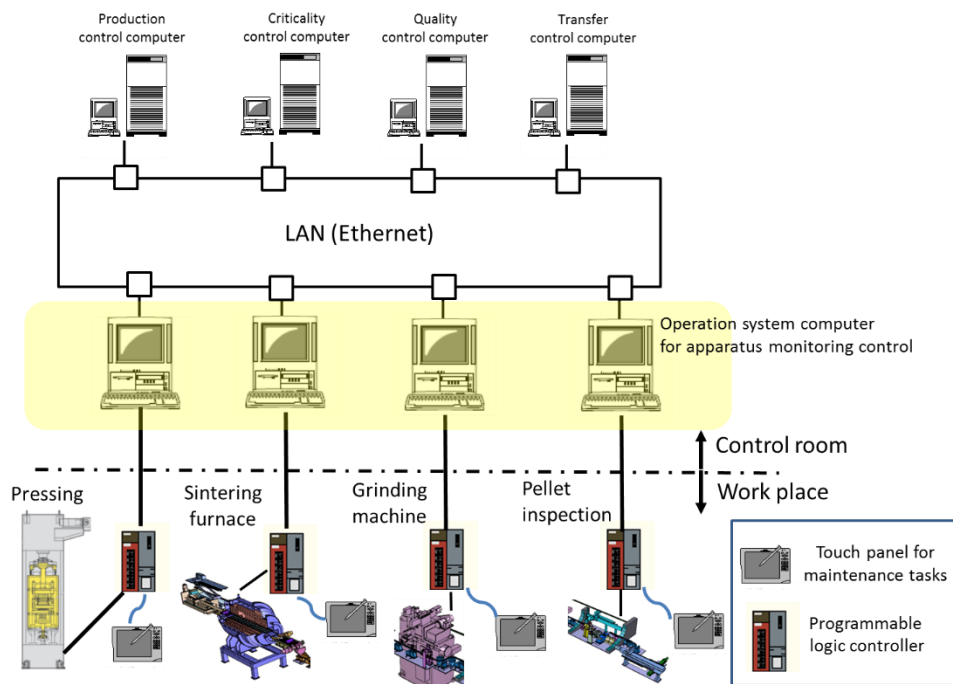 Production
control computer
Criticality
control computer
Quality
control computer
Transfer
control computer
LAN (Ethernet)
Operation system computer
for apparatus monitoring control
Control room
Work place
Pressing
Sintering
furnace
Grinding
machine
Pellet
inspection
Touch panel for
maintenance tasks
Programmable
logic controller